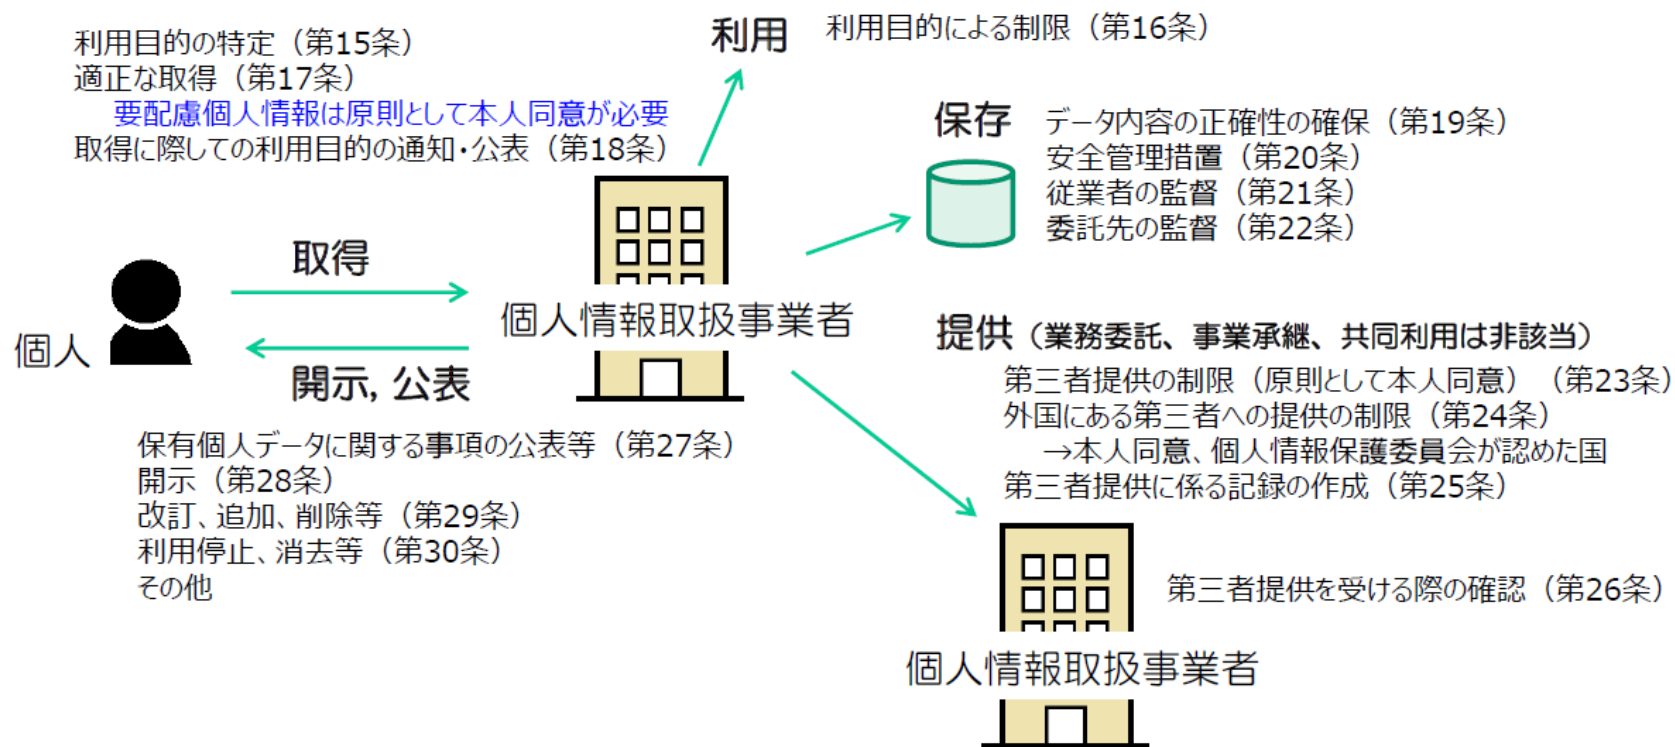 利用目的の特定（第15条）
適正な取得（第17条）
要配慮個人情報は原則として本人同意が必要
取得に際しての利用目的の通知・公表（第18条）
利用
利用目的による制限（第16条）
保存
データ内容の正確性の確保（第19条）
安全管理措置（第20条）
従業者の監督（第21条）
委託先の監督（第22条）
取得
個人
個人情報取扱事業者
開示, 公表
保有個人データに関する事項の公表等（第27条）
開示（第28条）
改訂、追加、削除等（第29条）
利用停止、消去等（第30条）
その他
提供（業務委託、事業承継、共同利用は非該当）
第三者提供の制限（原則として本人同意）（第23条）
外国にある第三者への提供の制限（第24条）
→本人同意、個人情報保護委員会が認めた国
第三者提供に係る記録の作成（第25条）
第三者提供を受ける際の確認（第26条）
個人情報取扱事業者